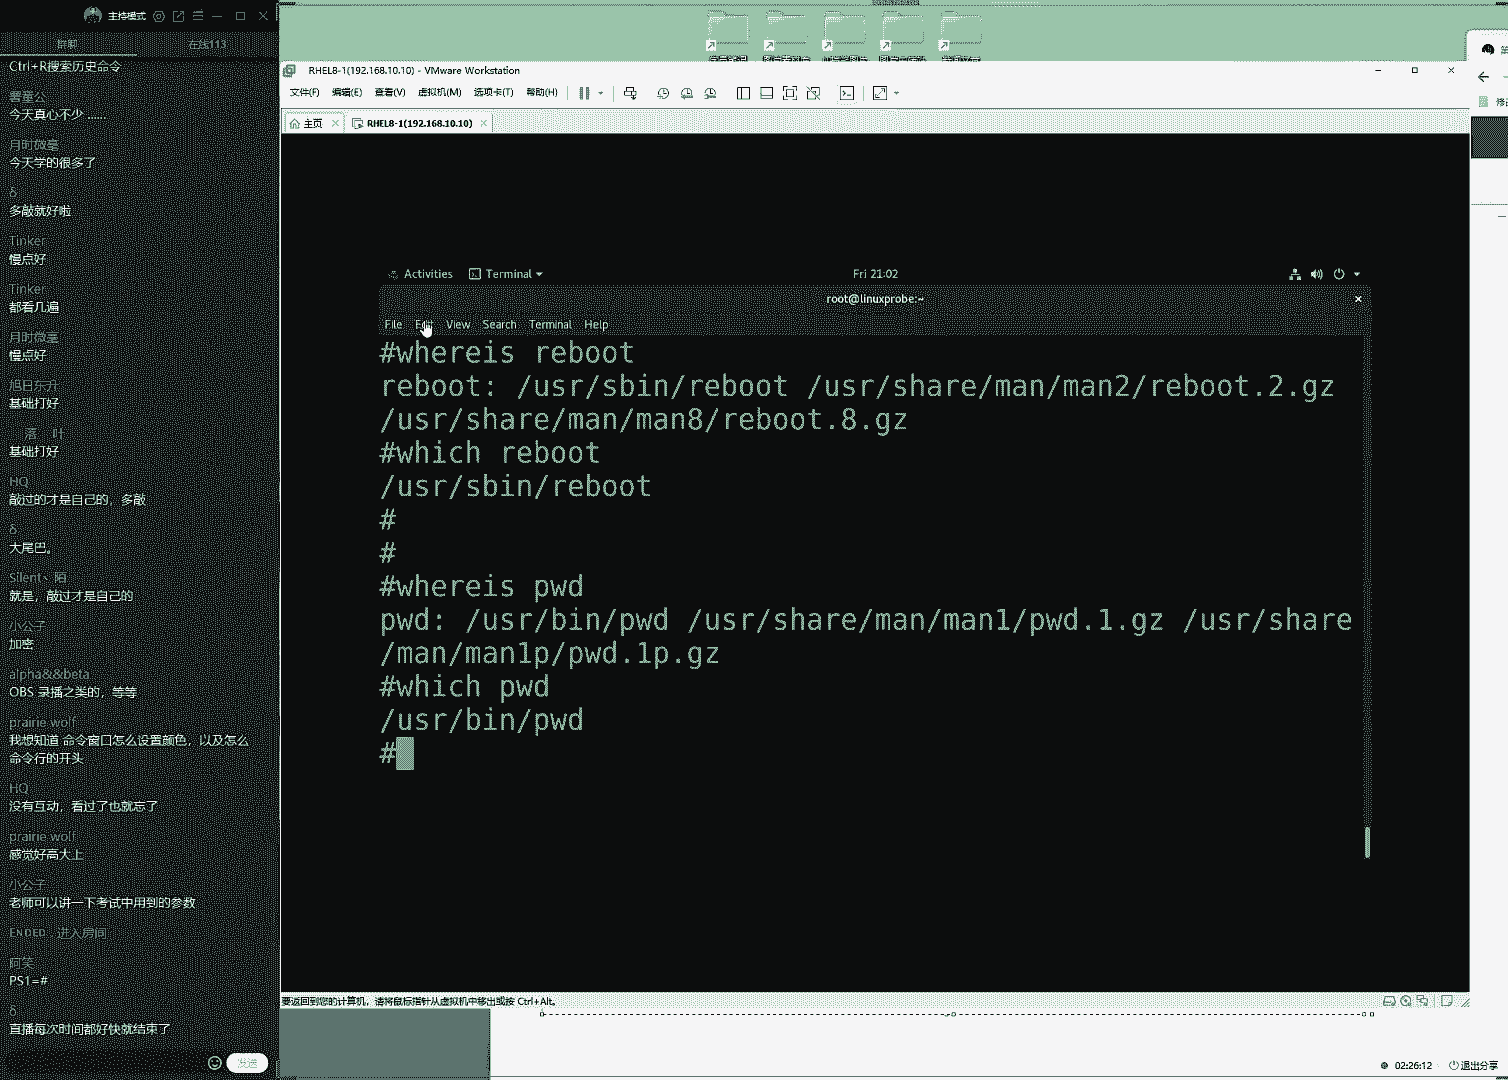 主持模式
群聊
在线113
Ctrl+R搜索历史命令
今天真心不少 ......
月时微毫
今天学的很多了
δ
多敲就好啦
Tinker
慢点好
Tinker
都看几遍
月时微毫
慢点好
旭日东升
基础打好
落 叶
基础打好
HQ
敲过的才是自己的，多敲
δ
大尾巴。
Silent、陌
就是，敲过才是自己的
小公子
加密
alpha&&beta
OBS 录播之类的，等等
prairie wolf
我想知道 命令窗口怎么设置颜色，以及怎么
命令行的开头
HQ
没有互动，看过了也就忘了
prairie wolf
感觉好高大上
小公子
老师可以讲一下考试中用到的参数
ENDED 进入房间
阿笑
PS1=#
δ
直播每次时间都好快就结束了
发送
RHEL8-1(192.168.10.10) - VMware Workstation
文件(F) 编辑(E) 查看(V) 虚拟机(M) 选项卡(T) 帮助(H)
主页 RHEL8-1(192.168.10.10)
Activities Terminal Fri 21:02
root@linuxprobe:~
File Edit View Search Terminal Help
#whereis reboot
reboot: /usr/sbin/reboot /usr/share/man/man2/reboot.2.gz
/usr/share/man/man8/reboot.8.gz
#which reboot
/usr/sbin/reboot
#
#
#whereis pwd
pwd: /usr/bin/pwd /usr/share/man/man1/pwd.1.gz /usr/share
/man/man1p/pwd.1p.gz
#which pwd
/usr/bin/pwd
#
要返回到您的计算机，请将鼠标指针从虚拟机中移出或按 Ctrl+Alt。
02:26:12 退出分享